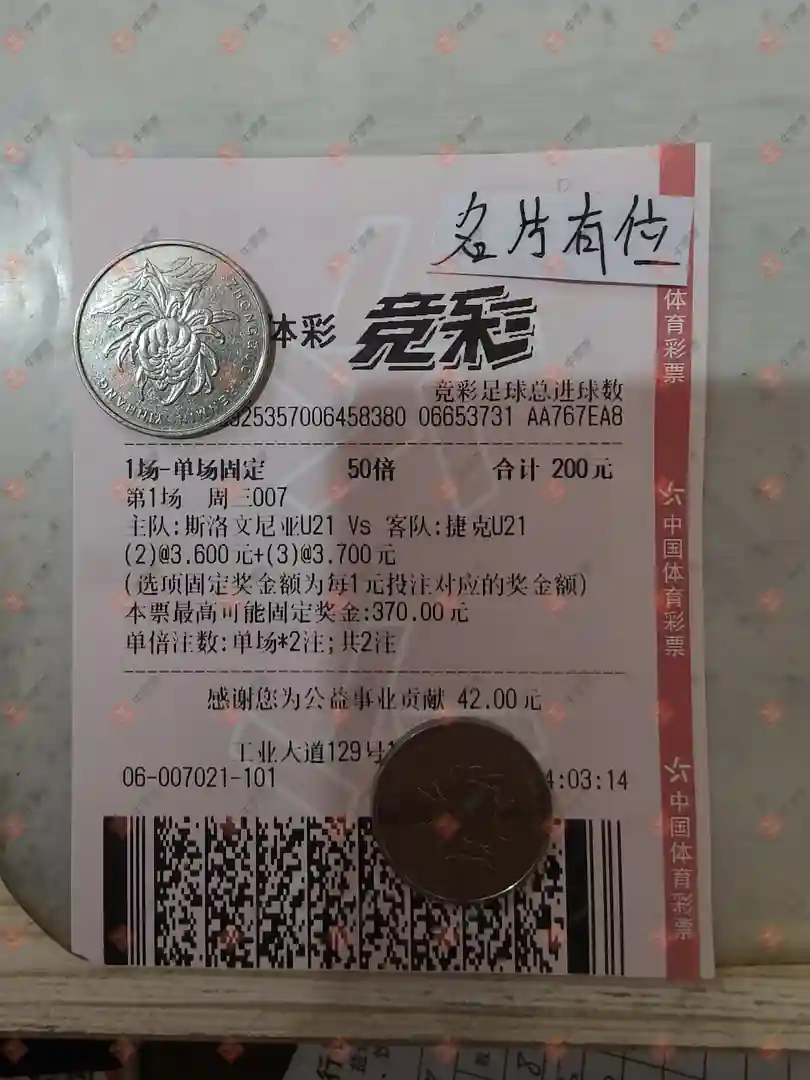 名片有位
体彩 竞彩
竞彩足球总进球数
25357006458380 06653731 AA767EA8
1场-单场固定 50倍 合计 200元
第1场 周三007
主队:斯洛文尼亚U21 Vs 客队:捷克U21
(2)@3.600元+(3)@3.700元
(选项固定奖金额为每1元投注对应的奖金额)
本票最高可能固定奖金:370.00元
单倍注数:单场*2注;共2注
感谢您为公益事业贡献 42.00元
工业大道129号
06-007021-101 4:03:14
体育彩票
中国体育彩票
中国体育彩票